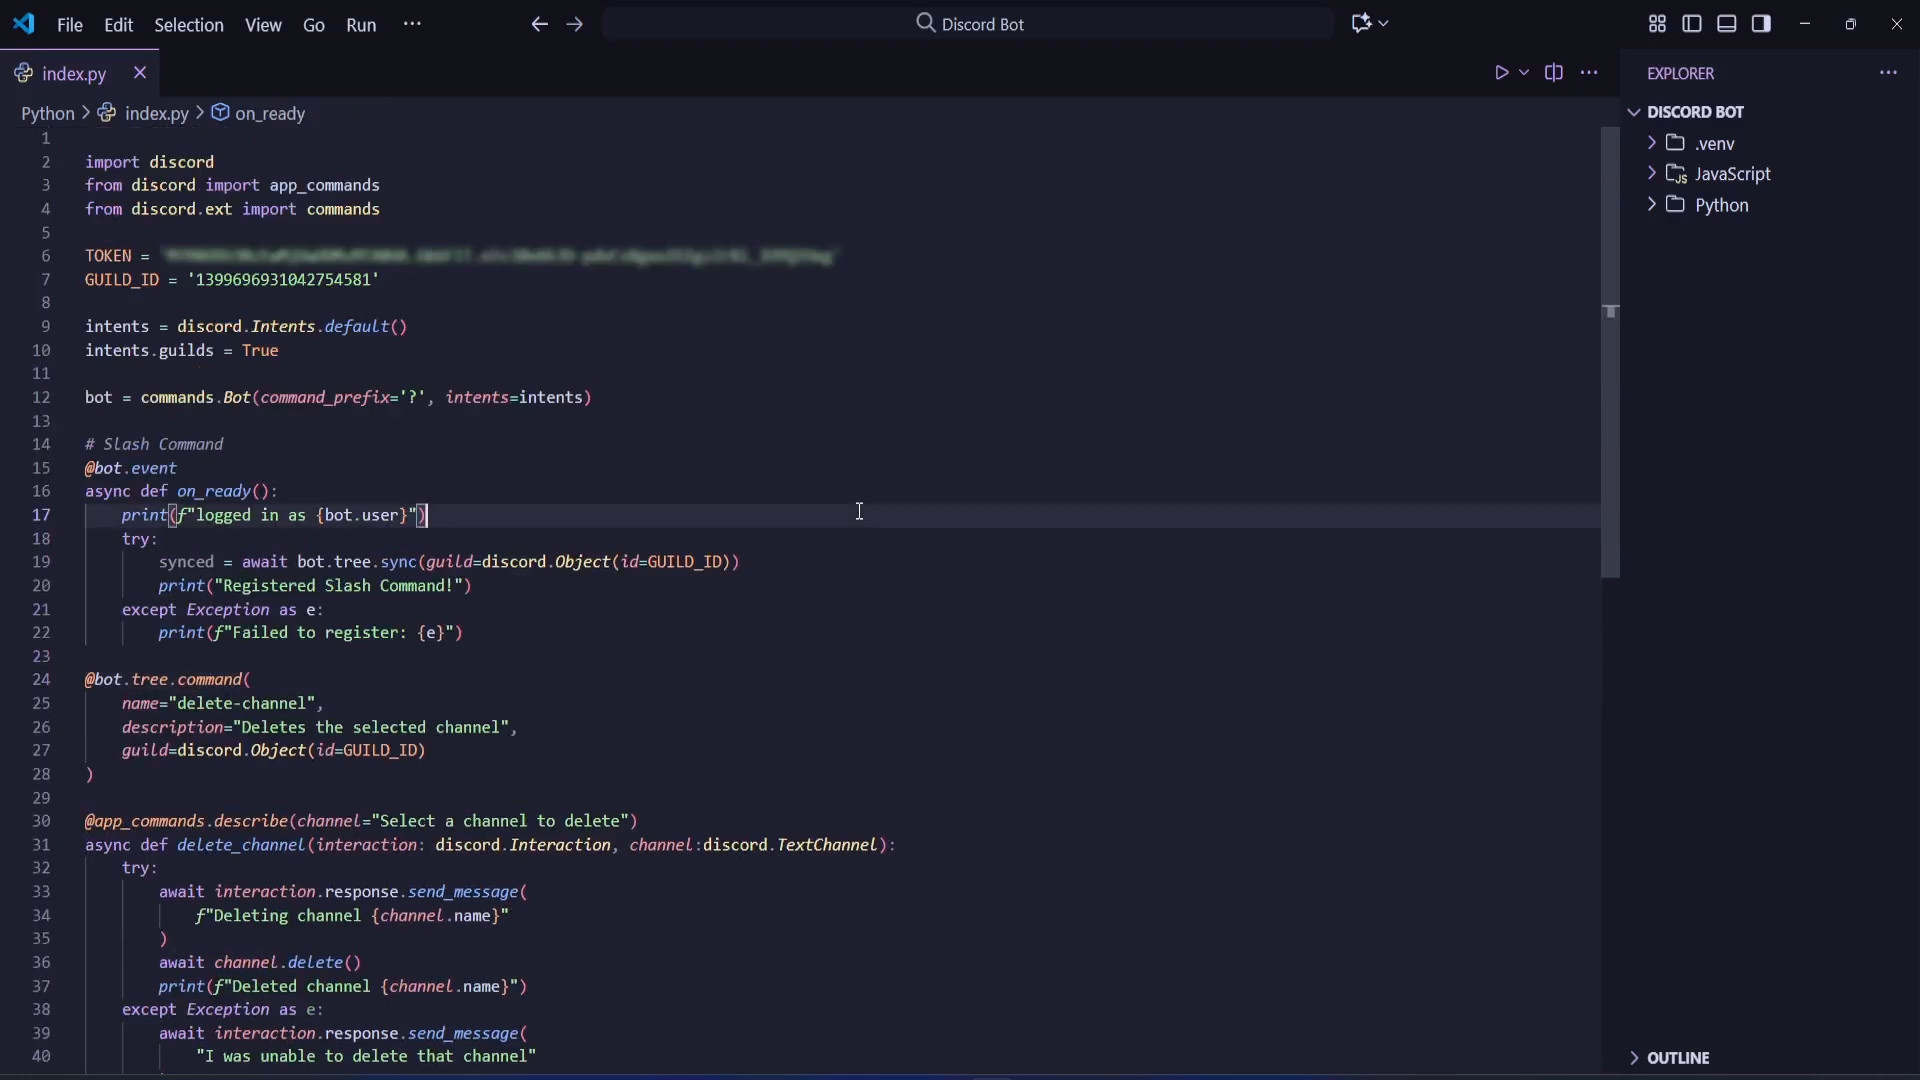 File Edit Selection View Go Run ··· Discord Bot
index.py
EXPLORER
Python > index.py > on_ready
DISCORD BOT
.venv
JavaScript
Python
1
2 import discord
3 from discord import app_commands
4 from discord.ext import commands
5
6 TOKEN = '
7 GUILD_ID = '1399696931042754581'
8
9 intents = discord.Intents.default()
10 intents.guilds = True
11
12 bot = commands.Bot(command_prefix='?', intents=intents)
13
14 # Slash Command
15 @bot.event
16 async def on_ready():
17 print(f"logged in as {bot.user}")
18 try:
19 synced = await bot.tree.sync(guild=discord.Object(id=GUILD_ID))
20 print("Registered Slash Command!")
21 except Exception as e:
22 print(f"Failed to register: {e}")
23
24 @bot.tree.command(
25 name="delete-channel",
26 description="Deletes the selected channel",
27 guild=discord.Object(id=GUILD_ID)
28 )
29
30 @app_commands.describe(channel="Select a channel to delete")
31 async def delete_channel(interaction: discord.Interaction, channel:discord.TextChannel):
32 try:
33 await interaction.response.send_message(
34 f"Deleting channel {channel.name}"
35 )
36 await channel.delete()
37 print(f"Deleted channel {channel.name}")
38 except Exception as e:
39 await interaction.response.send_message(
40 "I was unable to delete that channel"
OUTLINE